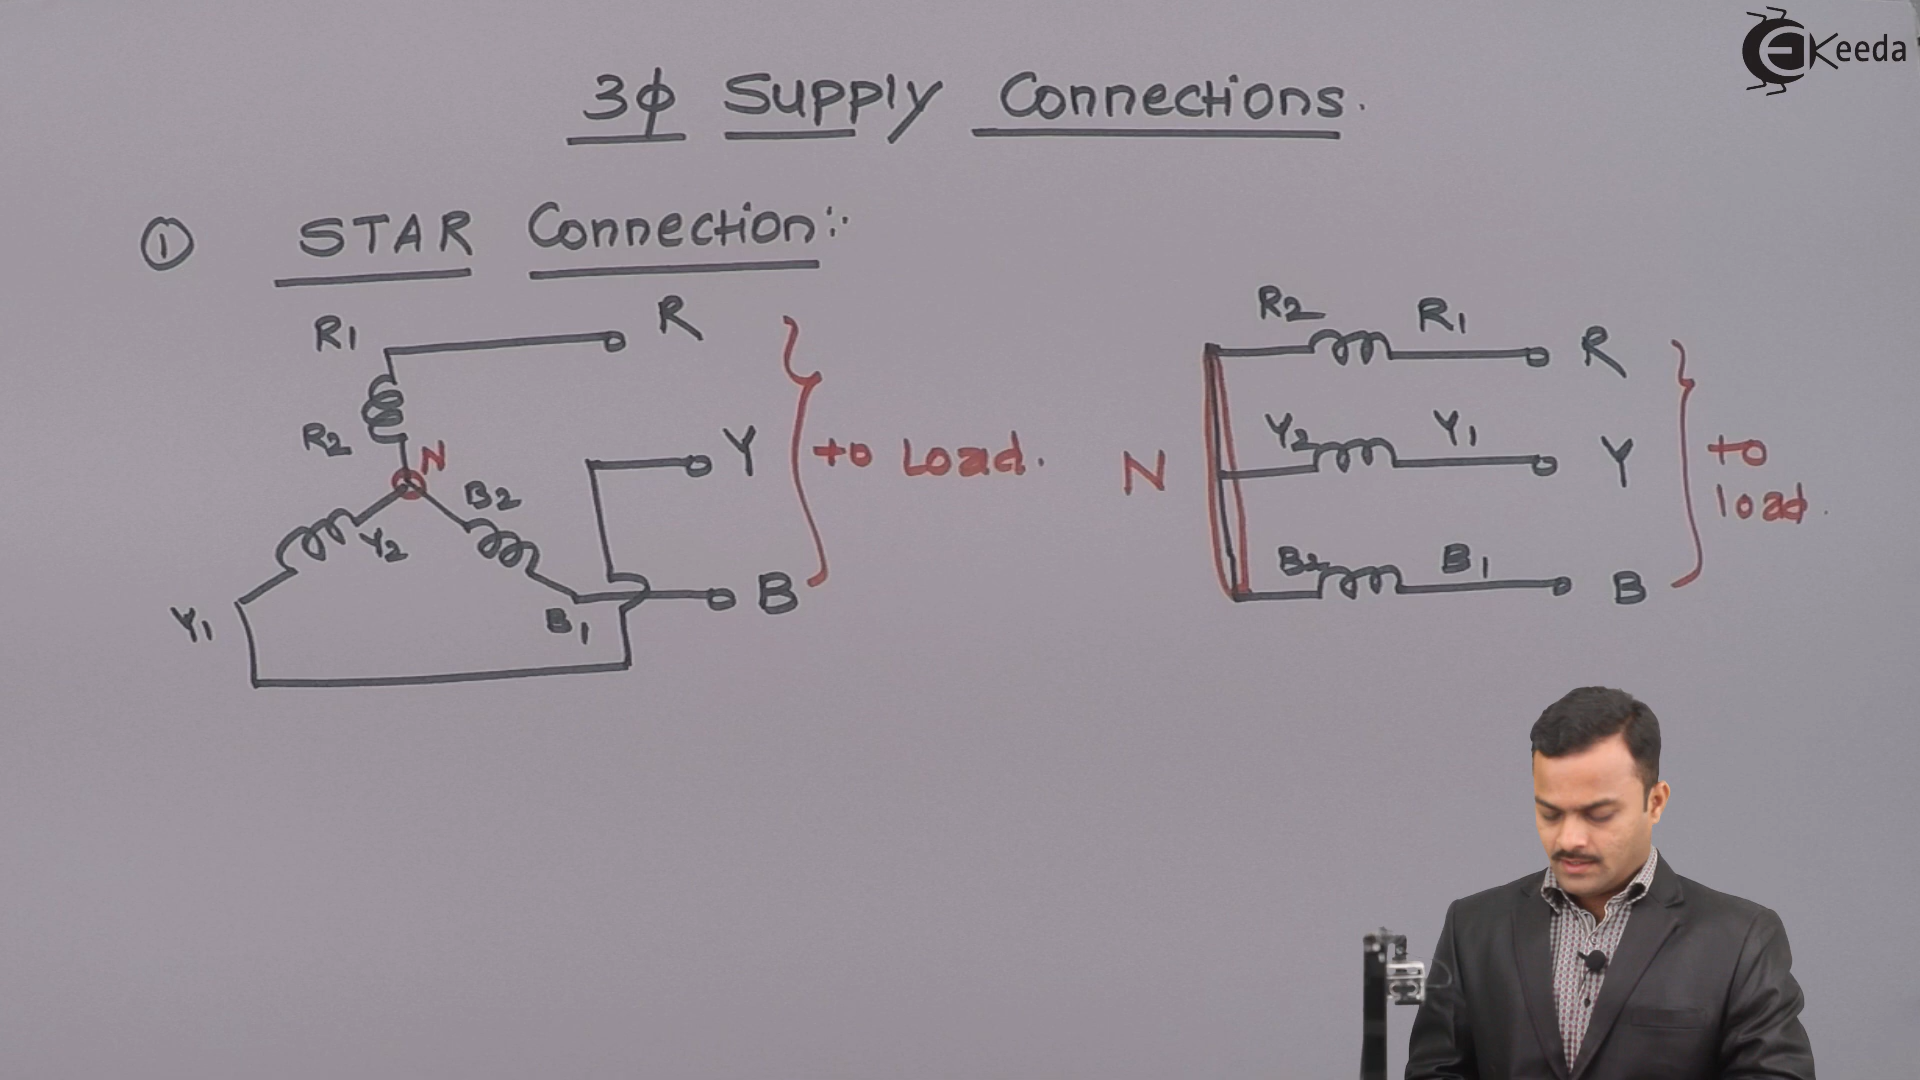 EKeeda
3φ Supply Connections.
① STAR Connection:-
R1
R
R2
N
B2
Y2
Y1
B1
Y
B
to Load.
R2 R1 R
Y2 Y1 Y
N
B2 B1 B
to
load.